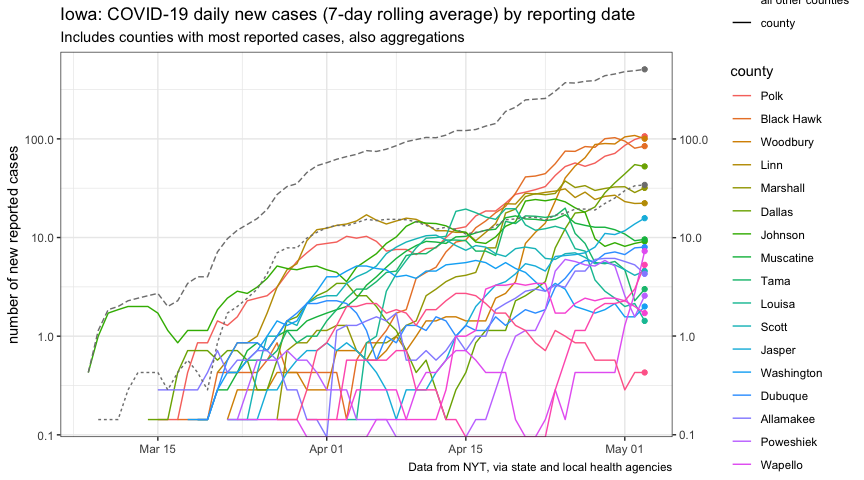 Iowa: COVID-19 daily new cases (7-day rolling average) by reporting date
Includes counties with most reported cases, also aggregations
all other counties
county
county
Polk
Black Hawk
Woodbury
Linn
Marshall
Dallas
Johnson
Muscatine
Tama
Louisa
Scott
Jasper
Washington
Dubuque
Allamakee
Poweshiek
Wapello
number of new reported cases
100.0
10.0
1.0
0.1
100.0
10.0
1.0
0.1
Mar 15
Apr 01
Apr 15
May 01
Data from NYT, via state and local health agencies